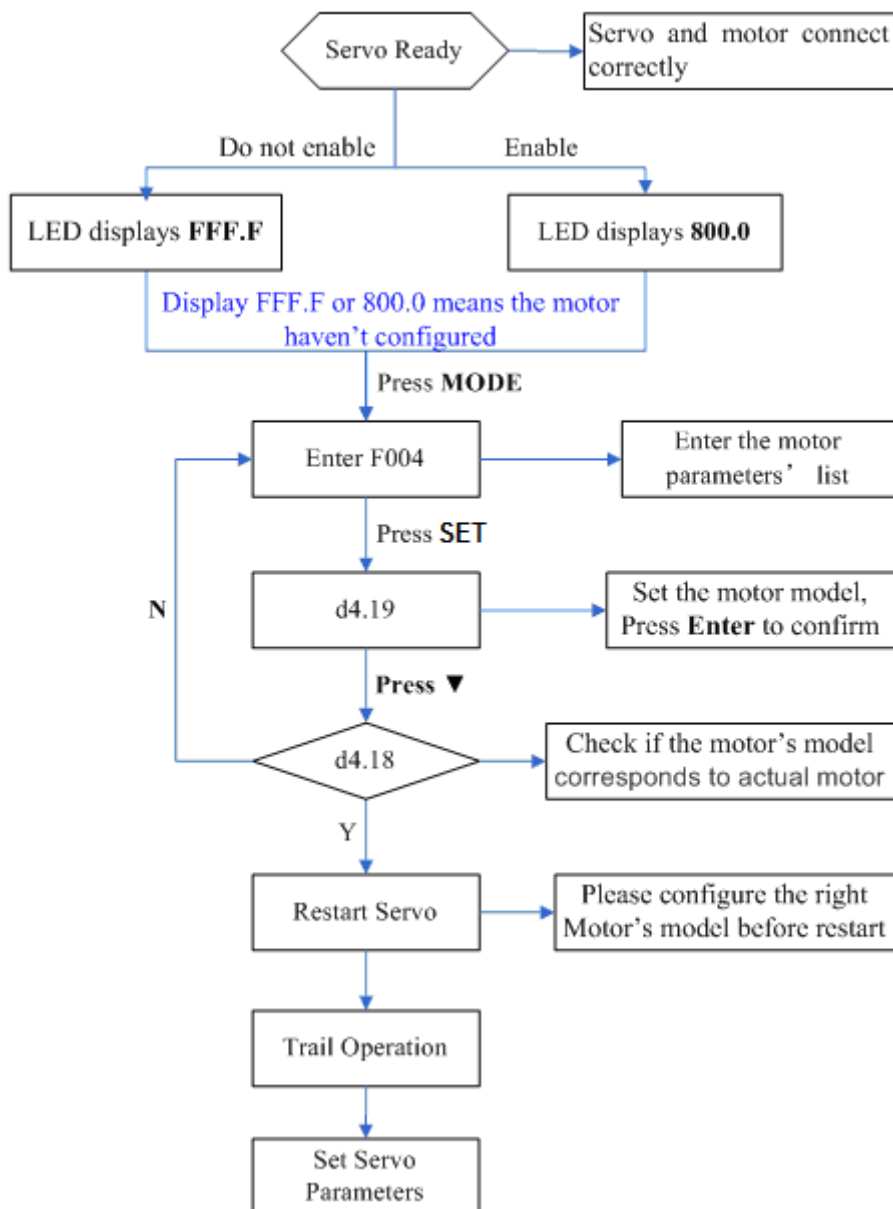 Servo Ready
Servo and motor connect
correctly
Do not enable
Enable
LED displays FFF.F
LED displays 800.0
Display FFF.F or 800.0 means the motor
haven't configured
Press MODE
Enter F004
Enter the motor
parameters' list
Press SET
N
d4.19
Set the motor model,
Press Enter to confirm
Press ▼
d4.18
Check if the motor's model
corresponds to actual motor
Y
Restart Servo
Please configure the right
Motor's model before restart
Trail Operation
Set Servo
Parameters